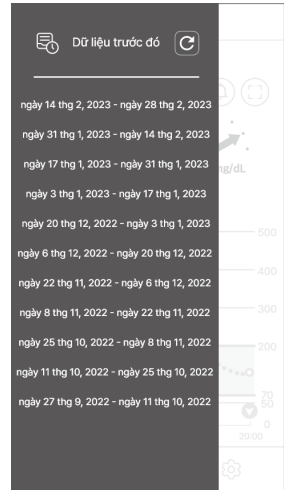 Dữ liệu trước đó
ngày 14 thg 2, 2023 - ngày 28 thg 2, 2023
ngày 31 thg 1, 2023 - ngày 14 thg 2, 2023
ngày 17 thg 1, 2023 - ngày 31 thg 1, 2023
ngày 3 thg 1, 2023 - ngày 17 thg 1, 2023
ngày 20 thg 12, 2022 - ngày 3 thg 1, 2023
ngày 6 thg 12, 2022 - ngày 20 thg 12, 2022
ngày 22 thg 11, 2022 - ngày 6 thg 12, 2022
ngày 8 thg 11, 2022 - ngày 22 thg 11, 2022
ngày 25 thg 10, 2022 - ngày 8 thg 11, 2022
ngày 11 thg 10, 2022 - ngày 25 thg 10, 2022
ngày 27 thg 9, 2022 - ngày 11 thg 10, 2022
ng/dL
500
400
300
200
70
50
0
20:00